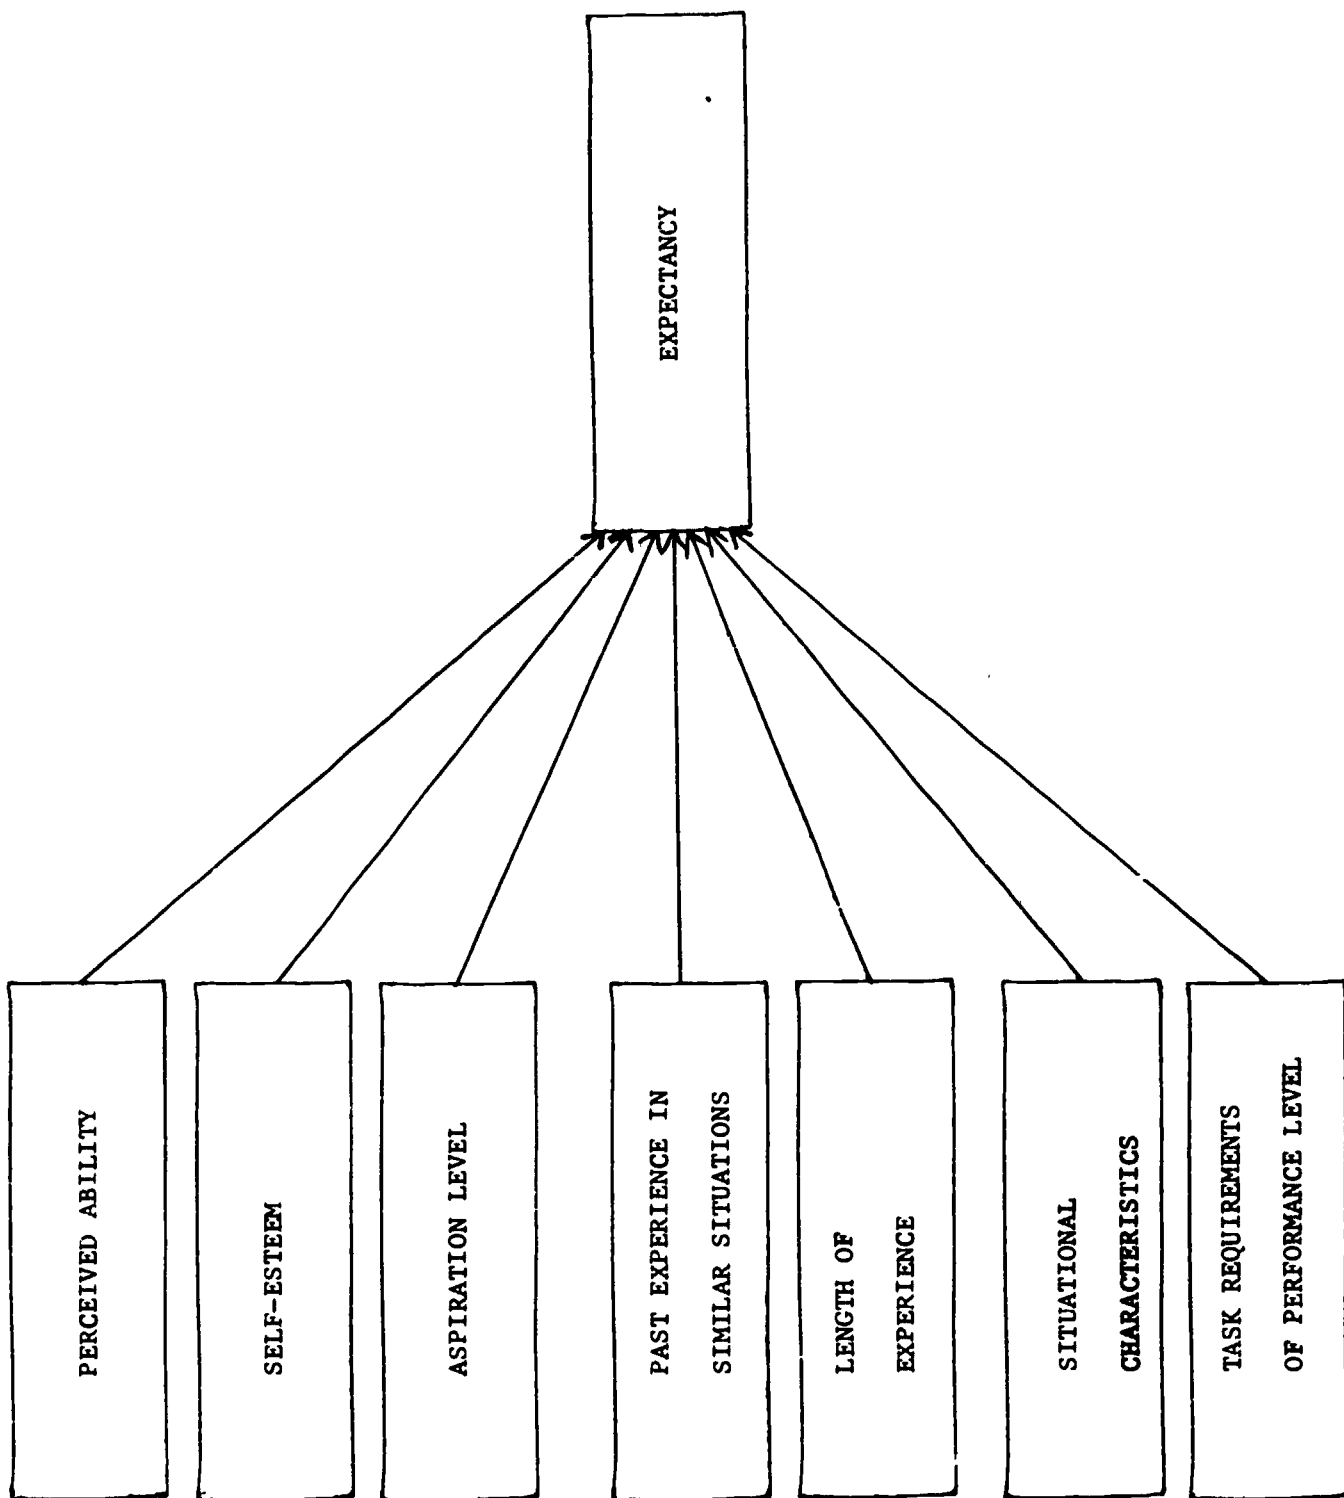 PERCEIVED ABILITY
SELF-ESTEEM
ASPIRATION LEVEL
PAST EXPERIENCE IN
SIMILAR SITUATIONS
LENGTH OF
EXPERIENCE
SITUATIONAL
CHARACTERISTICS
TASK REQUIREMENTS
OF PERFORMANCE LEVEL
EXPECTANCY